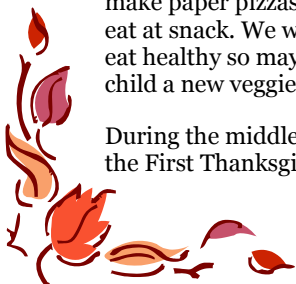 make paper pizzas
eat at snack. We w
eat healthy so may
child a new veggie
During the middle
the First Thanksgi